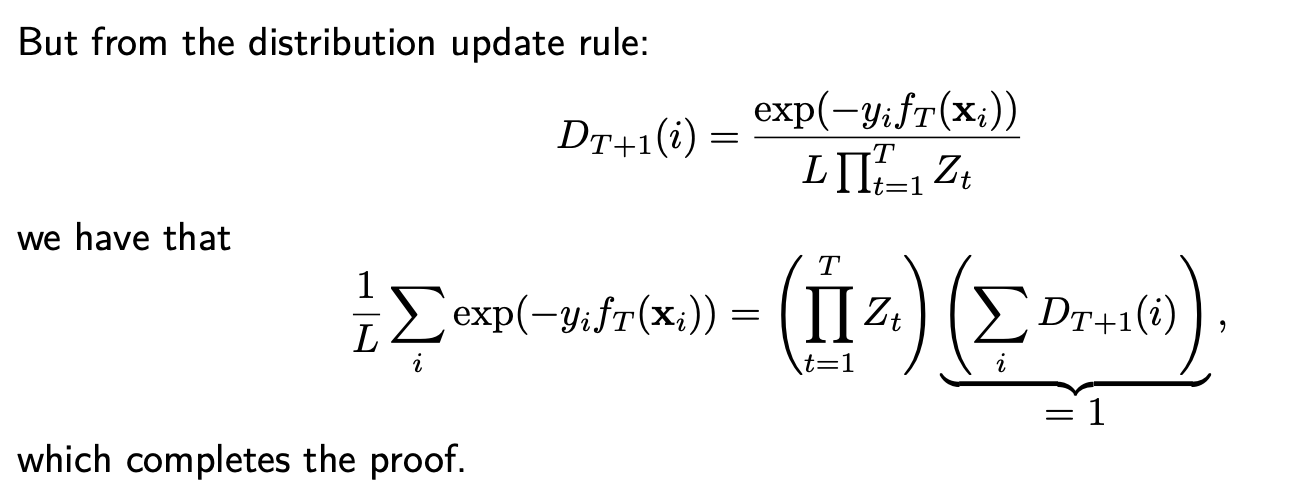 But from the distribution update rule:
D_{T+1}(i) = \frac{\exp(-y_i f_T(\mathbf{x}_i))}{L \prod_{t=1}^{T} Z_t}
we have that
\frac{1}{L} \sum_i \exp(-y_i f_T(\mathbf{x}_i)) = \left( \prod_{t=1}^{T} Z_t \right) \underbrace{\left( \sum_i D_{T+1}(i) \right)}_{= 1},
which completes the proof.